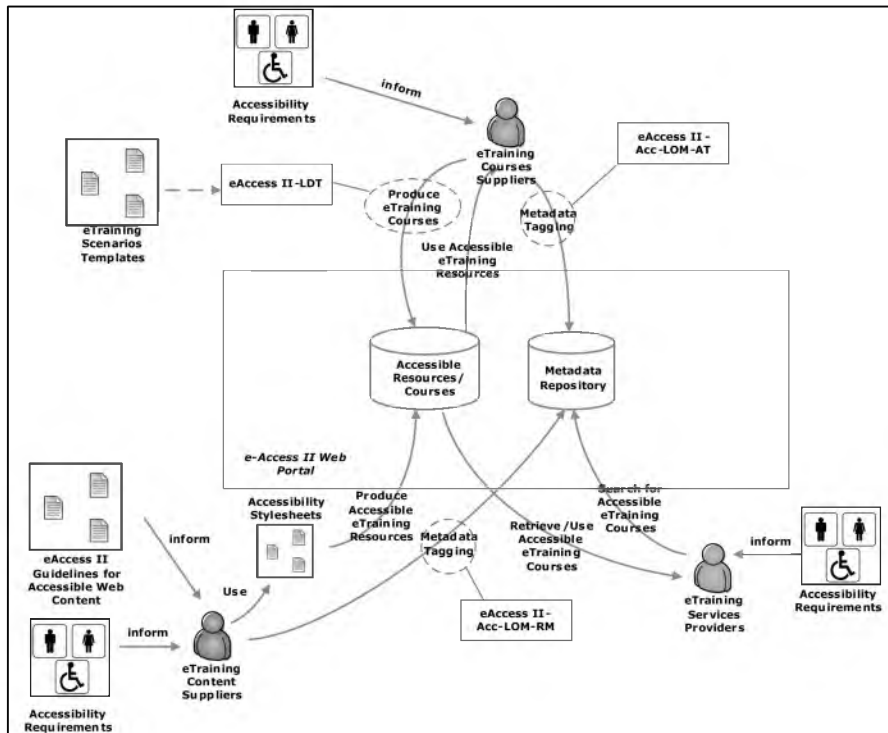 inform
Accessibility
Requirements
eTraining
Courses
Suppliers
eAccess II -
Acc-LOM-AT
eAccess II-LDT
Produce
eTraining
Courses
Metadata
Tagging
eTraining
Scenarios
Templates
Use Accessible
eTraining
Resources
Accessible
Resources/
Courses
Metadata
Repository
e-Access II Web
Portal
Accessibility
Stylesheets
Produce
Accessible
eTraining
Resources
Metadata
Tagging
Retrieve/Use
Accessible
eTraining
Courses
Search for
Accessible
eTraining
Courses
eAccess II
Guidelines for
Accessible Web
Content
inform
Use
inform
eTraining
Content
Suppliers
Accessibility
Requirements
eAccess II-
Acc-LOM-RM
eTraining
Services
Providers
inform
Accessibility
Requirements